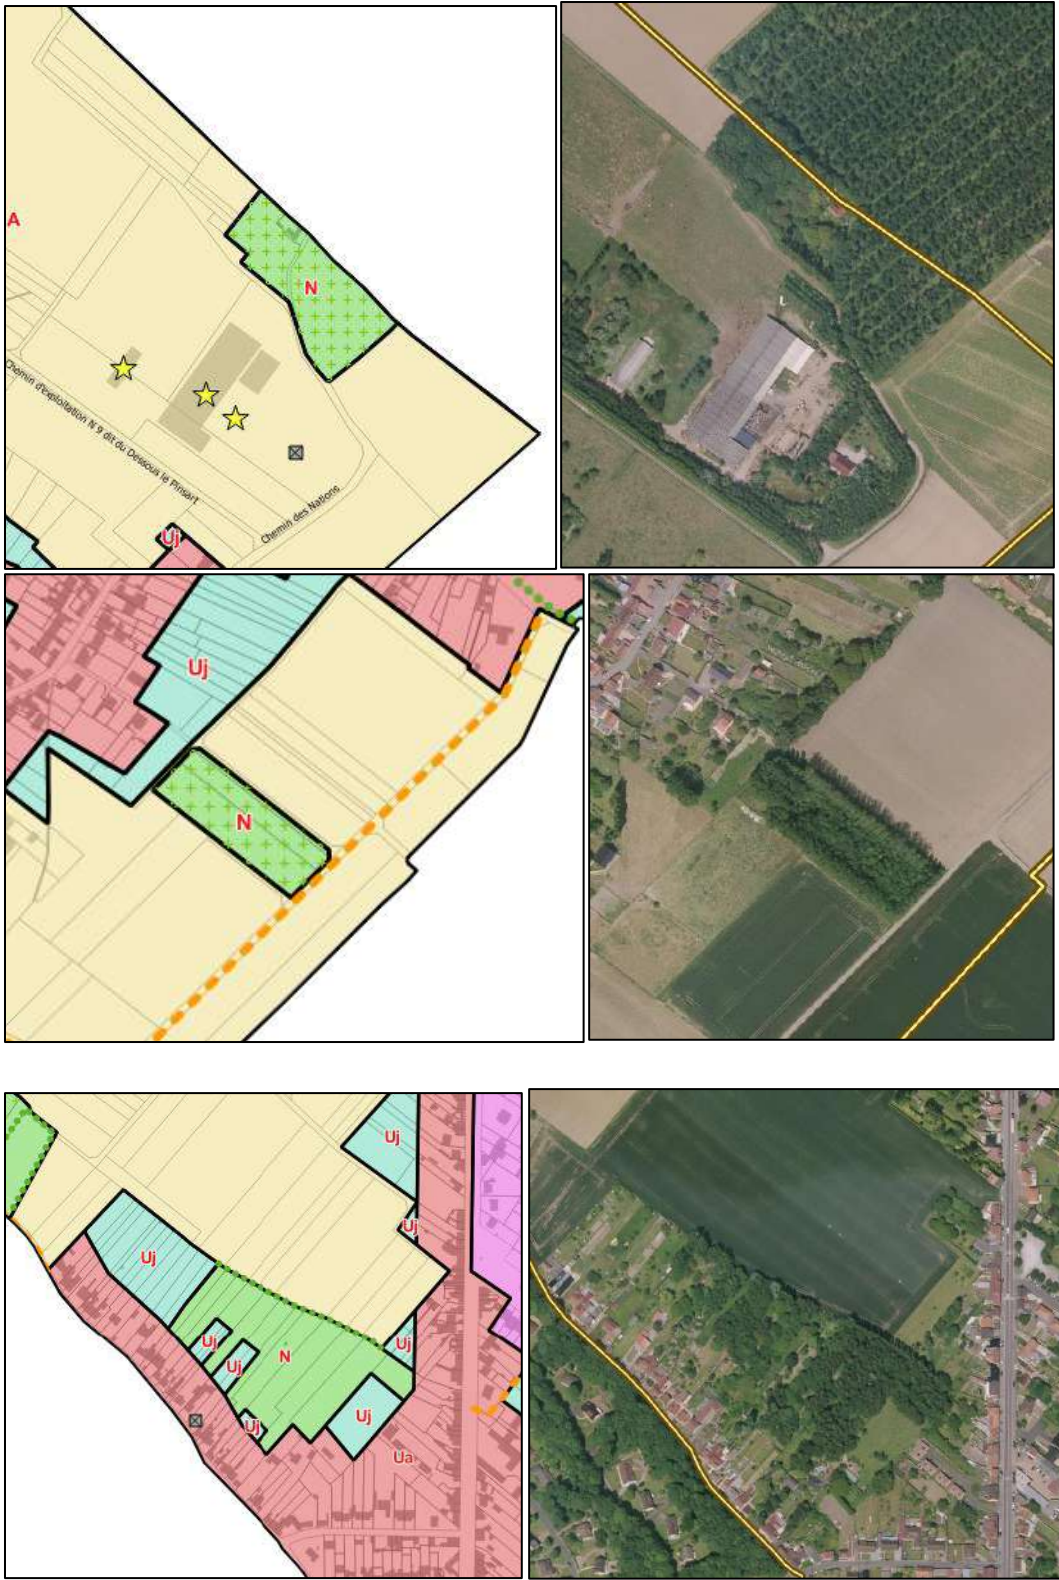 A
N
Chemin d'exploitation N 9 dit du Dessous le Pinsart
Chemin des Nations
Uj
Uj
N
Uj
Uj
Uj
Uj
N
Uj
Uj
Uj
Uj
Ua